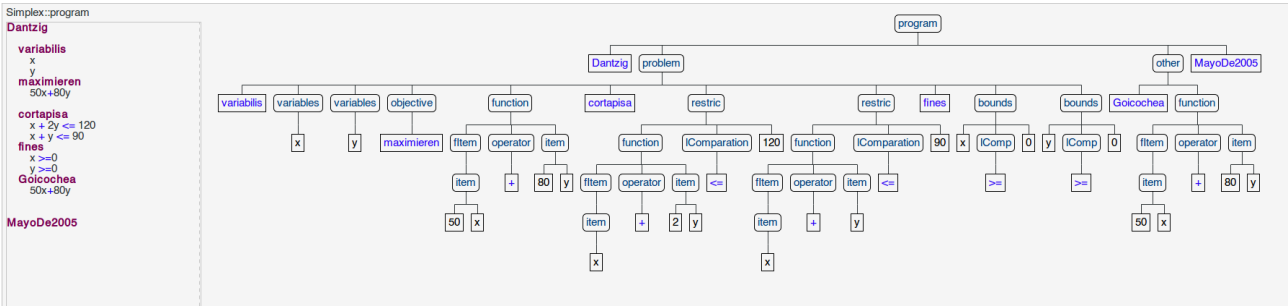 Simplex::program
Dantzig
variabilis
x
y
maximieren
50x+80y
cortapisa
x + 2y <= 120
x + y <= 90
fines
x >=0
y >=0
Goicochea
50x+80y
MayoDe2005
program
Dantzig problem other MayoDe2005
variabilis variables variables objective function cortapisa restric restric fines bounds bounds Goicochea function
x y maximieren fItem operator item function lComparation 120 function lComparation 90 x lComp 0 y lComp 0 fItem operator item
item + 80 y fItem operator item <= fItem operator item <= >= >= item + 80 y
50 x item + 2 y item + y 50 x
x x